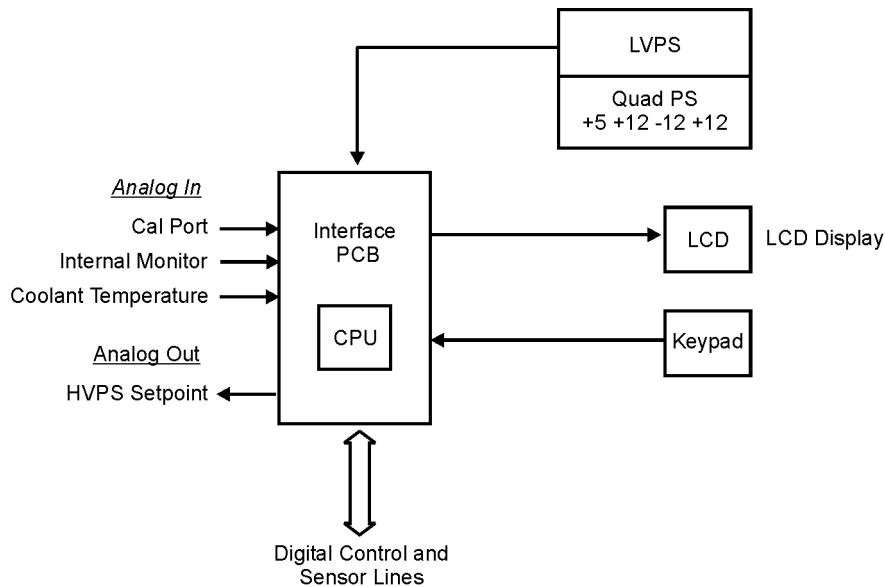 LVPS
Quad PS
+5 +12 -12 +12
Analog In
Cal Port
Internal Monitor
Coolant Temperature
Analog Out
HVPS Setpoint
Interface
PCB
CPU
LCD
LCD Display
Keypad
Digital Control and
Sensor Lines